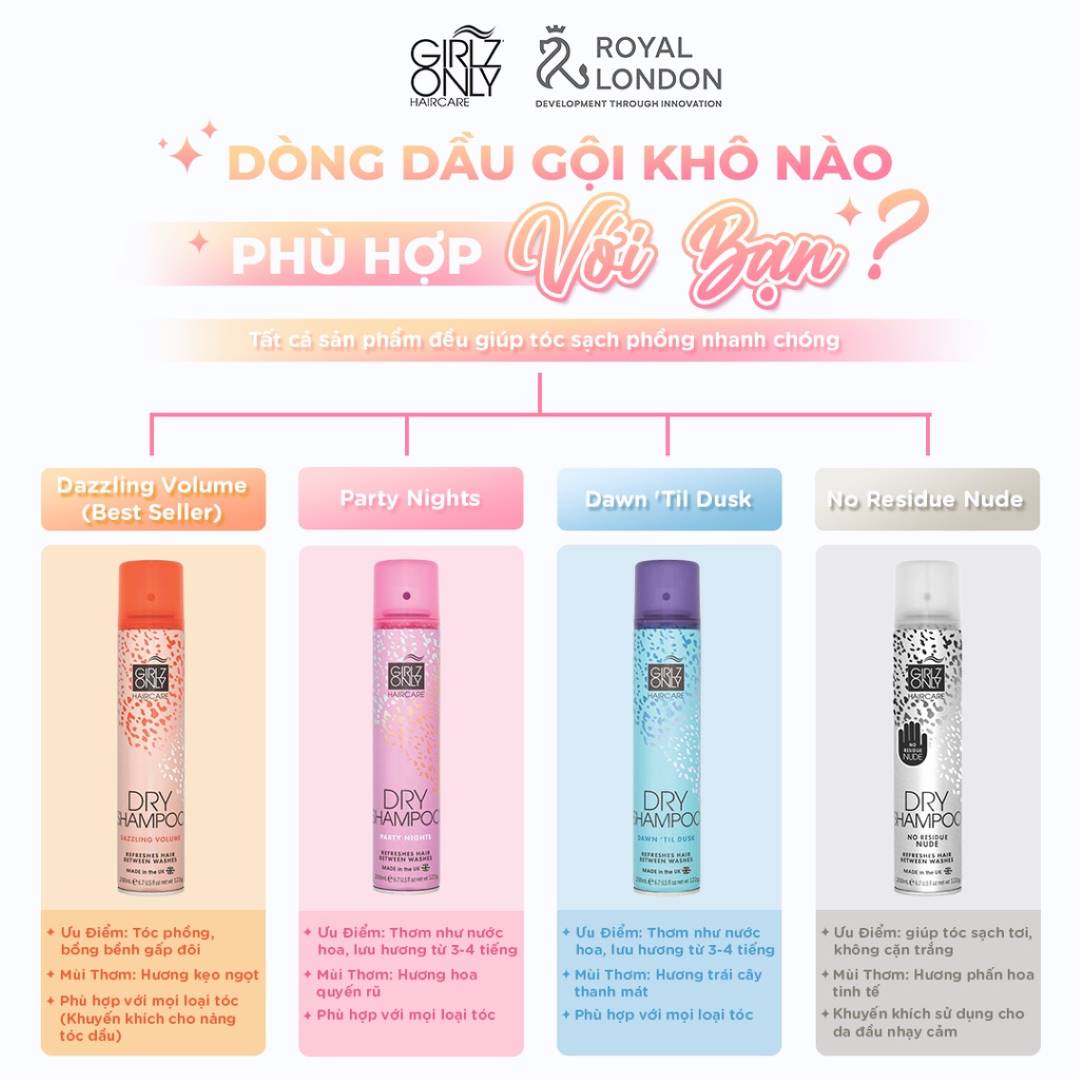 GIRLZ
ONLY
HAIRCARE
ROYAL
LONDON
DEVELOPMENT THROUGH INNOVATION
DÒNG DẦU GỘI KHÔ NÀO
PHÙ HỢP Với Bạn?
Tất cả sản phẩm đều giúp tóc sạch phồng nhanh chóng
Dazzling Volume
(Best Seller)
GIRLZ
ONLY
HAIRCARE
DRY
SHAMPOO
DAZZLING VOLUME
REFRESHES HAIR
BETWEEN WASHES
MADE in the UK
200mL e 6.7 US fl oz net wt 122g
✦ Ưu Điểm: Tóc phồng,
bồng bềnh gấp đôi
✦ Mùi Thơm: Hương kẹo ngọt
✦ Phù hợp với mọi loại tóc
(Khuyến khích cho nàng
tóc dầu)
Party Nights
GIRLZ
ONLY
HAIRCARE
DRY
SHAMPOO
PARTY NIGHTS
REFRESHES HAIR
BETWEEN WASHES
MADE in the UK
✦ Ưu Điểm: Thơm như nước
hoa, lưu hương từ 3-4 tiếng
✦ Mùi Thơm: Hương hoa
quyến rũ
✦ Phù hợp với mọi loại tóc
Dawn 'Til Dusk
GIRLZ
ONLY
HAIRCARE
DRY
SHAMPOO
DAWN 'TIL DUSK
REFRESHES HAIR
BETWEEN WASHES
MADE in the UK
✦ Ưu Điểm: Thơm như nước
hoa, lưu hương từ 3-4 tiếng
✦ Mùi Thơm: Hương trái cây
thanh mát
✦ Phù hợp với mọi loại tóc
No Residue Nude
GIRLZ
ONLY
HAIRCARE
NO
RESIDUE
NUDE
DRY
SHAMPOO
NO RESIDUE
NUDE
REFRESHES HAIR
BETWEEN WASHES
MADE in the UK
✦ Ưu Điểm: giúp tóc sạch tơi,
không cặn trắng
✦ Mùi Thơm: Hương phấn hoa
tinh tế
✦ Khuyến khích sử dụng cho
da đầu nhạy cảm